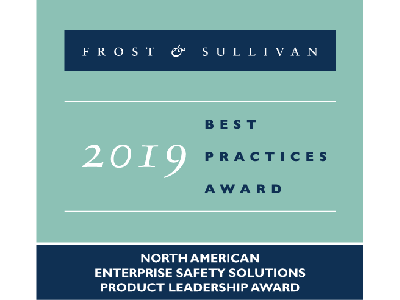 FROST & SULLIVAN
BEST
2019 PRACTICES
AWARD
NORTH AMERICAN
ENTERPRISE SAFETY SOLUTIONS
PRODUCT LEADERSHIP AWARD